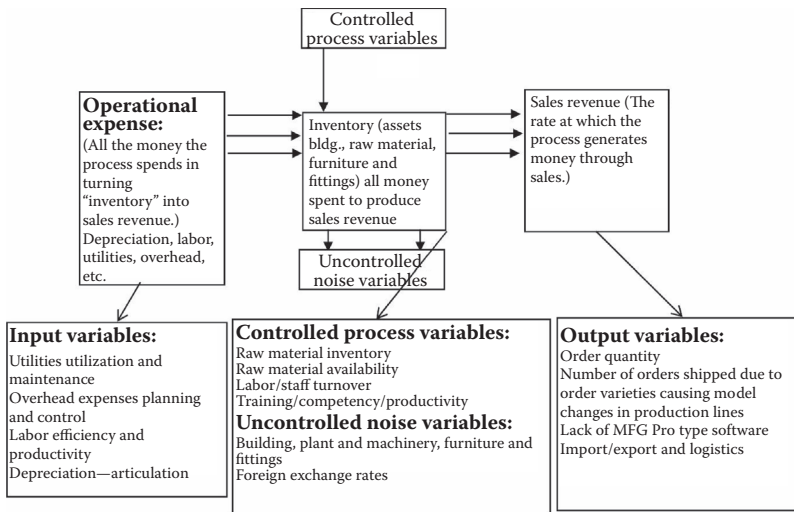 Controlled
process variables
Operational
expense:
(All the money the
process spends in
turning
“inventory” into
sales revenue.)
Depreciation, labor,
utilities, overhead,
etc.
Inventory (assets
bldg., raw material,
furniture and
fittings) all money
spent to produce
sales revenue
Sales revenue (The
rate at which the
process generates
money through
sales.)
Uncontrolled
noise variables
Input variables:
Utilities utilization and
maintenance
Overhead expenses planning
and control
Labor efficiency and
productivity
Depreciation—articulation
Controlled process variables:
Raw material inventory
Raw material availability
Labor/staff turnover
Training/competency/productivity
Uncontrolled noise variables:
Building, plant and machinery, furniture and
fittings
Foreign exchange rates
Output variables:
Order quantity
Number of orders shipped due to
order varieties causing model
changes in production lines
Lack of MFG Pro type software
Import/export and logistics